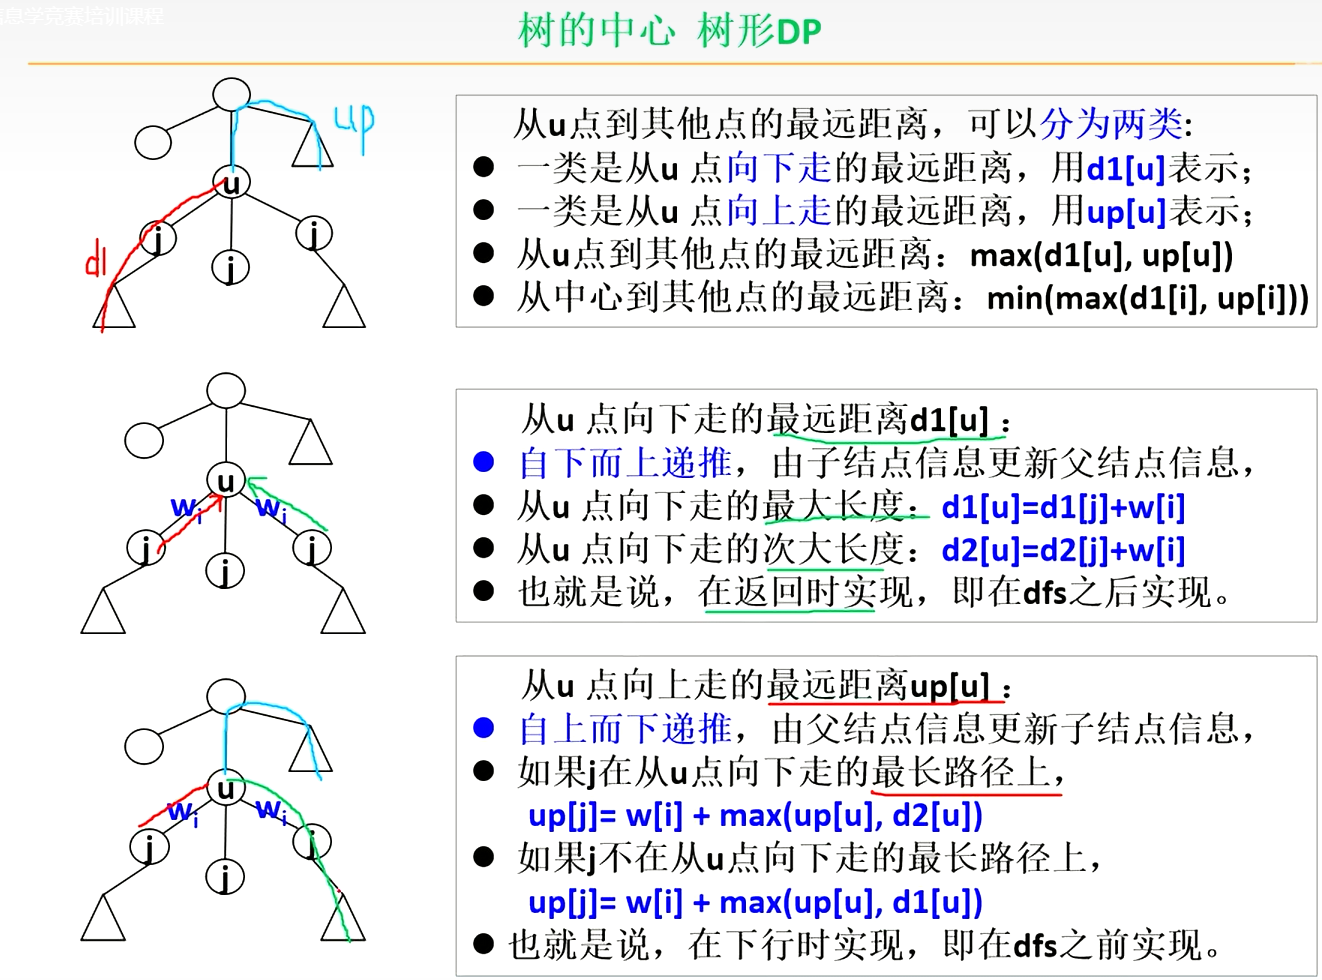 息学竞赛培训课程
树的中心 树形DP
up
u
j
j
j
d1
从u点到其他点的最远距离，可以分为两类:
● 一类是从u 点向下走的最远距离，用d1[u]表示；
● 一类是从u 点向上走的最远距离，用up[u]表示；
● 从u点到其他点的最远距离：max(d1[u], up[u])
● 从中心到其他点的最远距离：min(max(d1[i], up[i]))
u
wi
wi
j
j
j
从u 点向下走的最远距离d1[u]：
● 自下而上递推，由子结点信息更新父结点信息，
● 从u 点向下走的最大长度：d1[u]=d1[j]+w[i]
● 从u 点向下走的次大长度：d2[u]=d2[j]+w[i]
● 也就是说，在返回时实现，即在dfs之后实现。
u
wi
wi
j
j
j
从u 点向上走的最远距离up[u]：
● 自上而下递推，由父结点信息更新子结点信息，
● 如果j在从u点向下走的最长路径上，
up[j]= w[i] + max(up[u], d2[u])
● 如果j不在从u点向下走的最长路径上，
up[j]= w[i] + max(up[u], d1[u])
● 也就是说，在下行时实现，即在dfs之前实现。